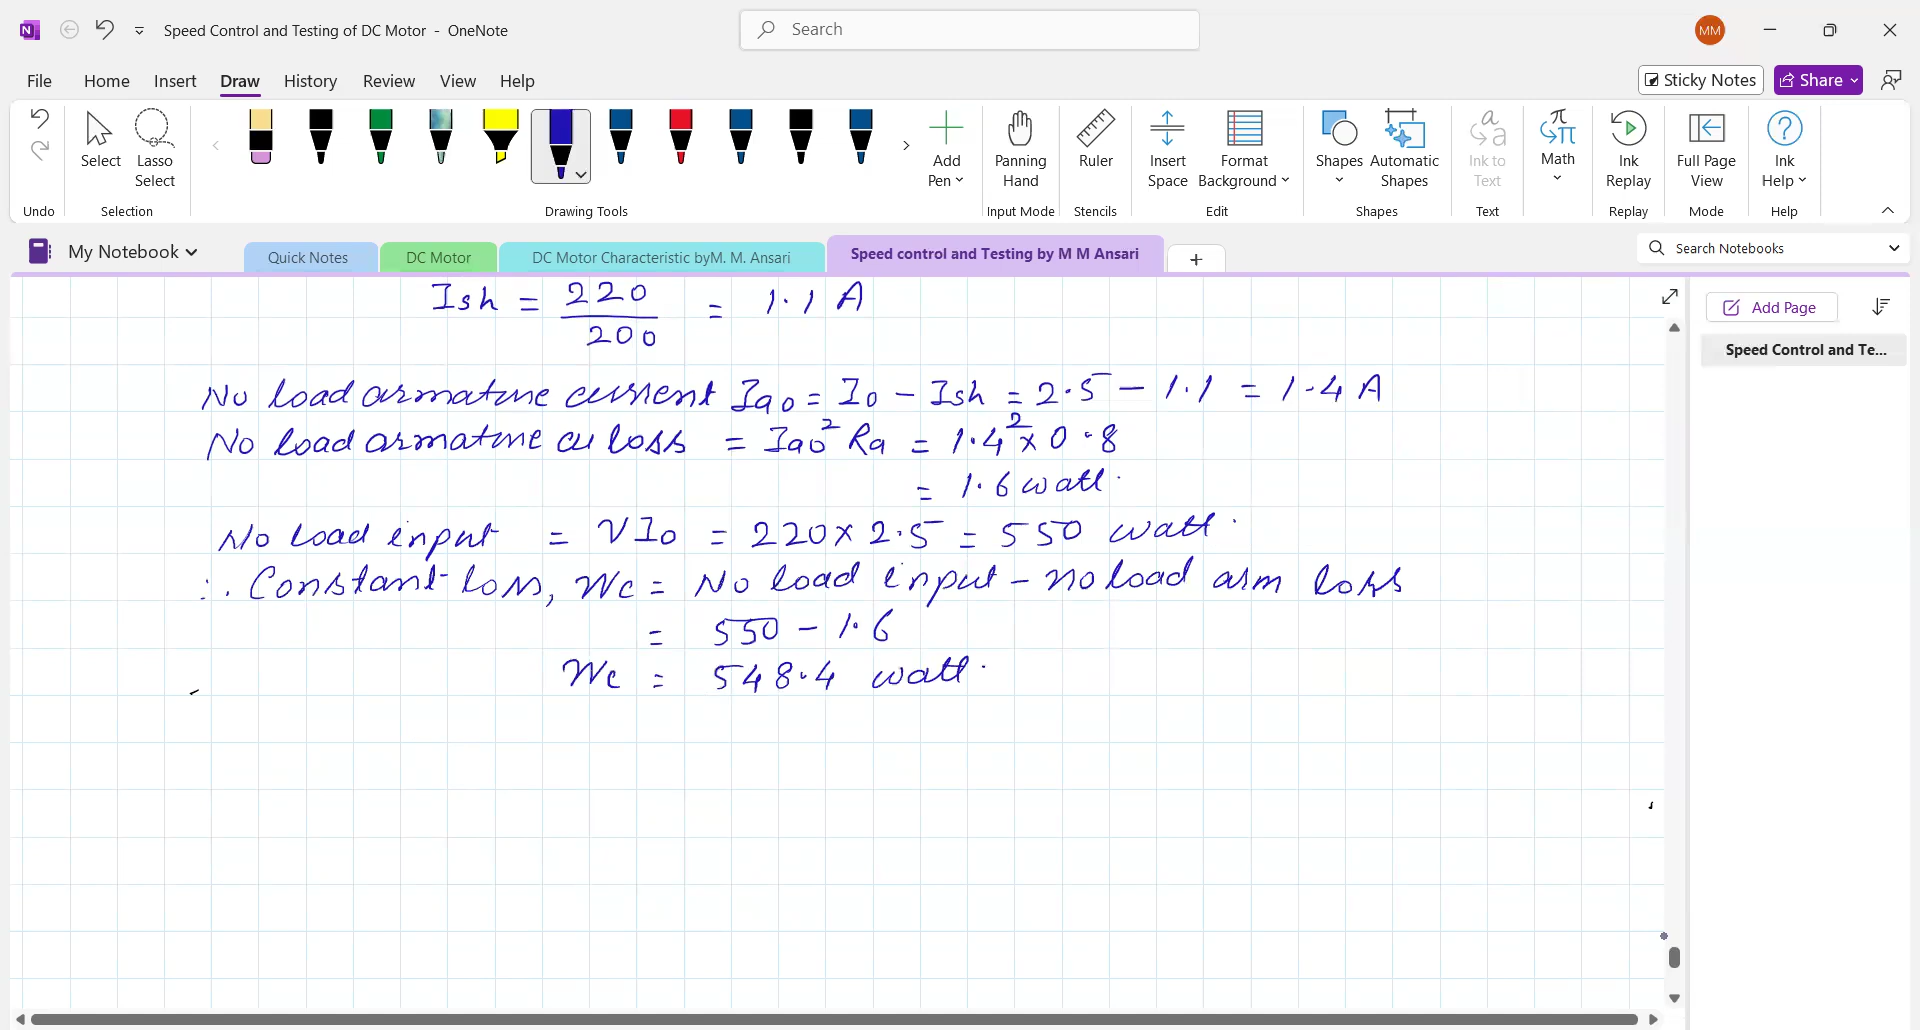 Speed Control and Testing of DC Motor - OneNote
Search
MM
File Home Insert Draw History Review View Help
Sticky Notes
Share
Select
Lasso Select
Add Pen
Panning Hand
Ruler
Insert Space
Format Background
Shapes
Automatic Shapes
Ink to Text
Math
Ink Replay
Full Page View
Ink Help
Undo
Selection
Drawing Tools
Input Mode
Stencils
Edit
Shapes
Text
Replay
Mode
Help
My Notebook
Quick Notes
DC Motor
DC Motor Characteristic byM. M. Ansari
Speed control and Testing by M M Ansari
+
Search Notebooks
Add Page
Speed Control and Te...
Ish = 220/200 = 1.1 A
No load armature current Iao = Io - Ish = 2.5 - 1.1 = 1.4 A
No load armature cu loss = Iao² Ra = 1.4² × 0.8
= 1.6 watt.
No load input = VIo = 220 × 2.5 = 550 watt.
∴ Constant loss, Wc = No load input - no load arm loss
= 550 - 1.6
Wc = 548.4 watt.